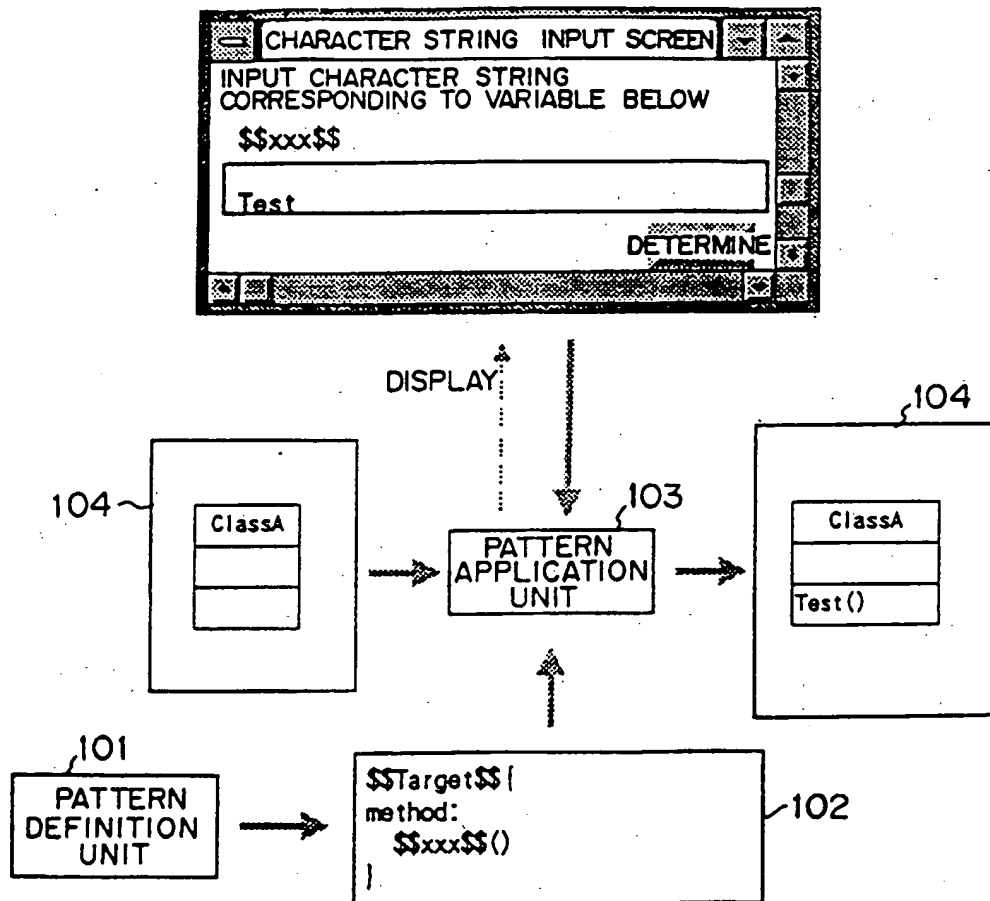 CHARACTER STRING INPUT SCREEN
INPUT CHARACTER STRING
CORRESPONDING TO VARIABLE BELOW
$$xxx$$
Test
DETERMINE
DISPLAY
104
ClassA
103
PATTERN
APPLICATION
UNIT
104
ClassA
Test()
101
PATTERN
DEFINITION
UNIT
$$Target$${
method:
$$xxx$$()
}
102